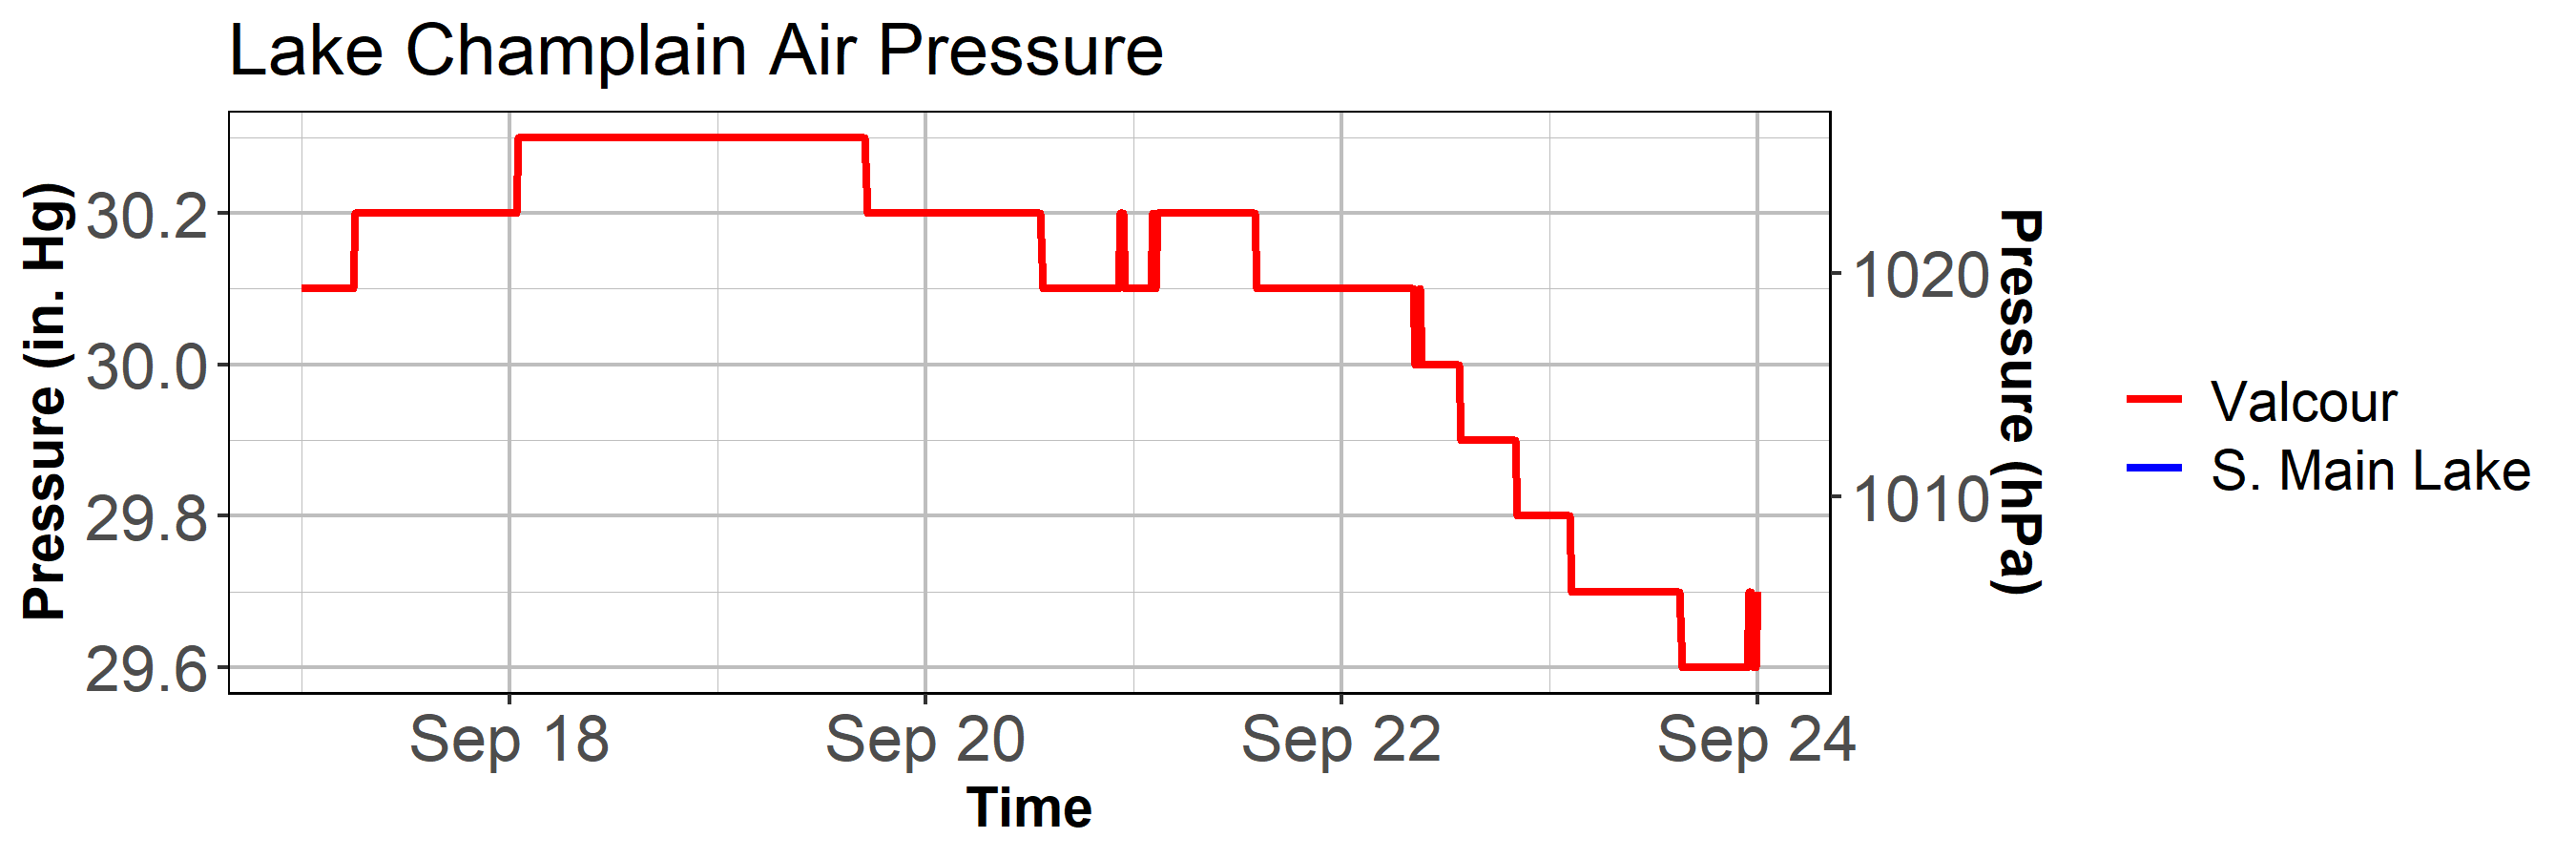 Lake Champlain Air Pressure
Pressure (in. Hg)
30.2
30.0
29.8
29.6
Sep 18
Sep 20
Sep 22
Sep 24
Time
1020
1010
Pressure (hPa)
Valcour
S. Main Lake